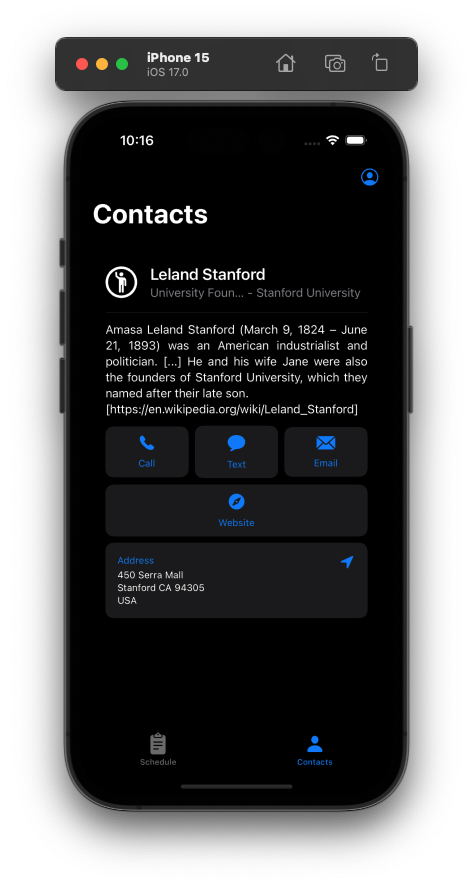 iPhone 15
iOS 17.0
10:16
Contacts
Leland Stanford
University Foun... - Stanford University
Amasa Leland Stanford (March 9, 1824 – June
21, 1893) was an American industrialist and
politician. [...] He and his wife Jane were also
the founders of Stanford University, which they
named after their late son.
[https://en.wikipedia.org/wiki/Leland_Stanford]
Call
Text
Email
Website
Address
450 Serra Mall
Stanford CA 94305
USA
Schedule
Contacts